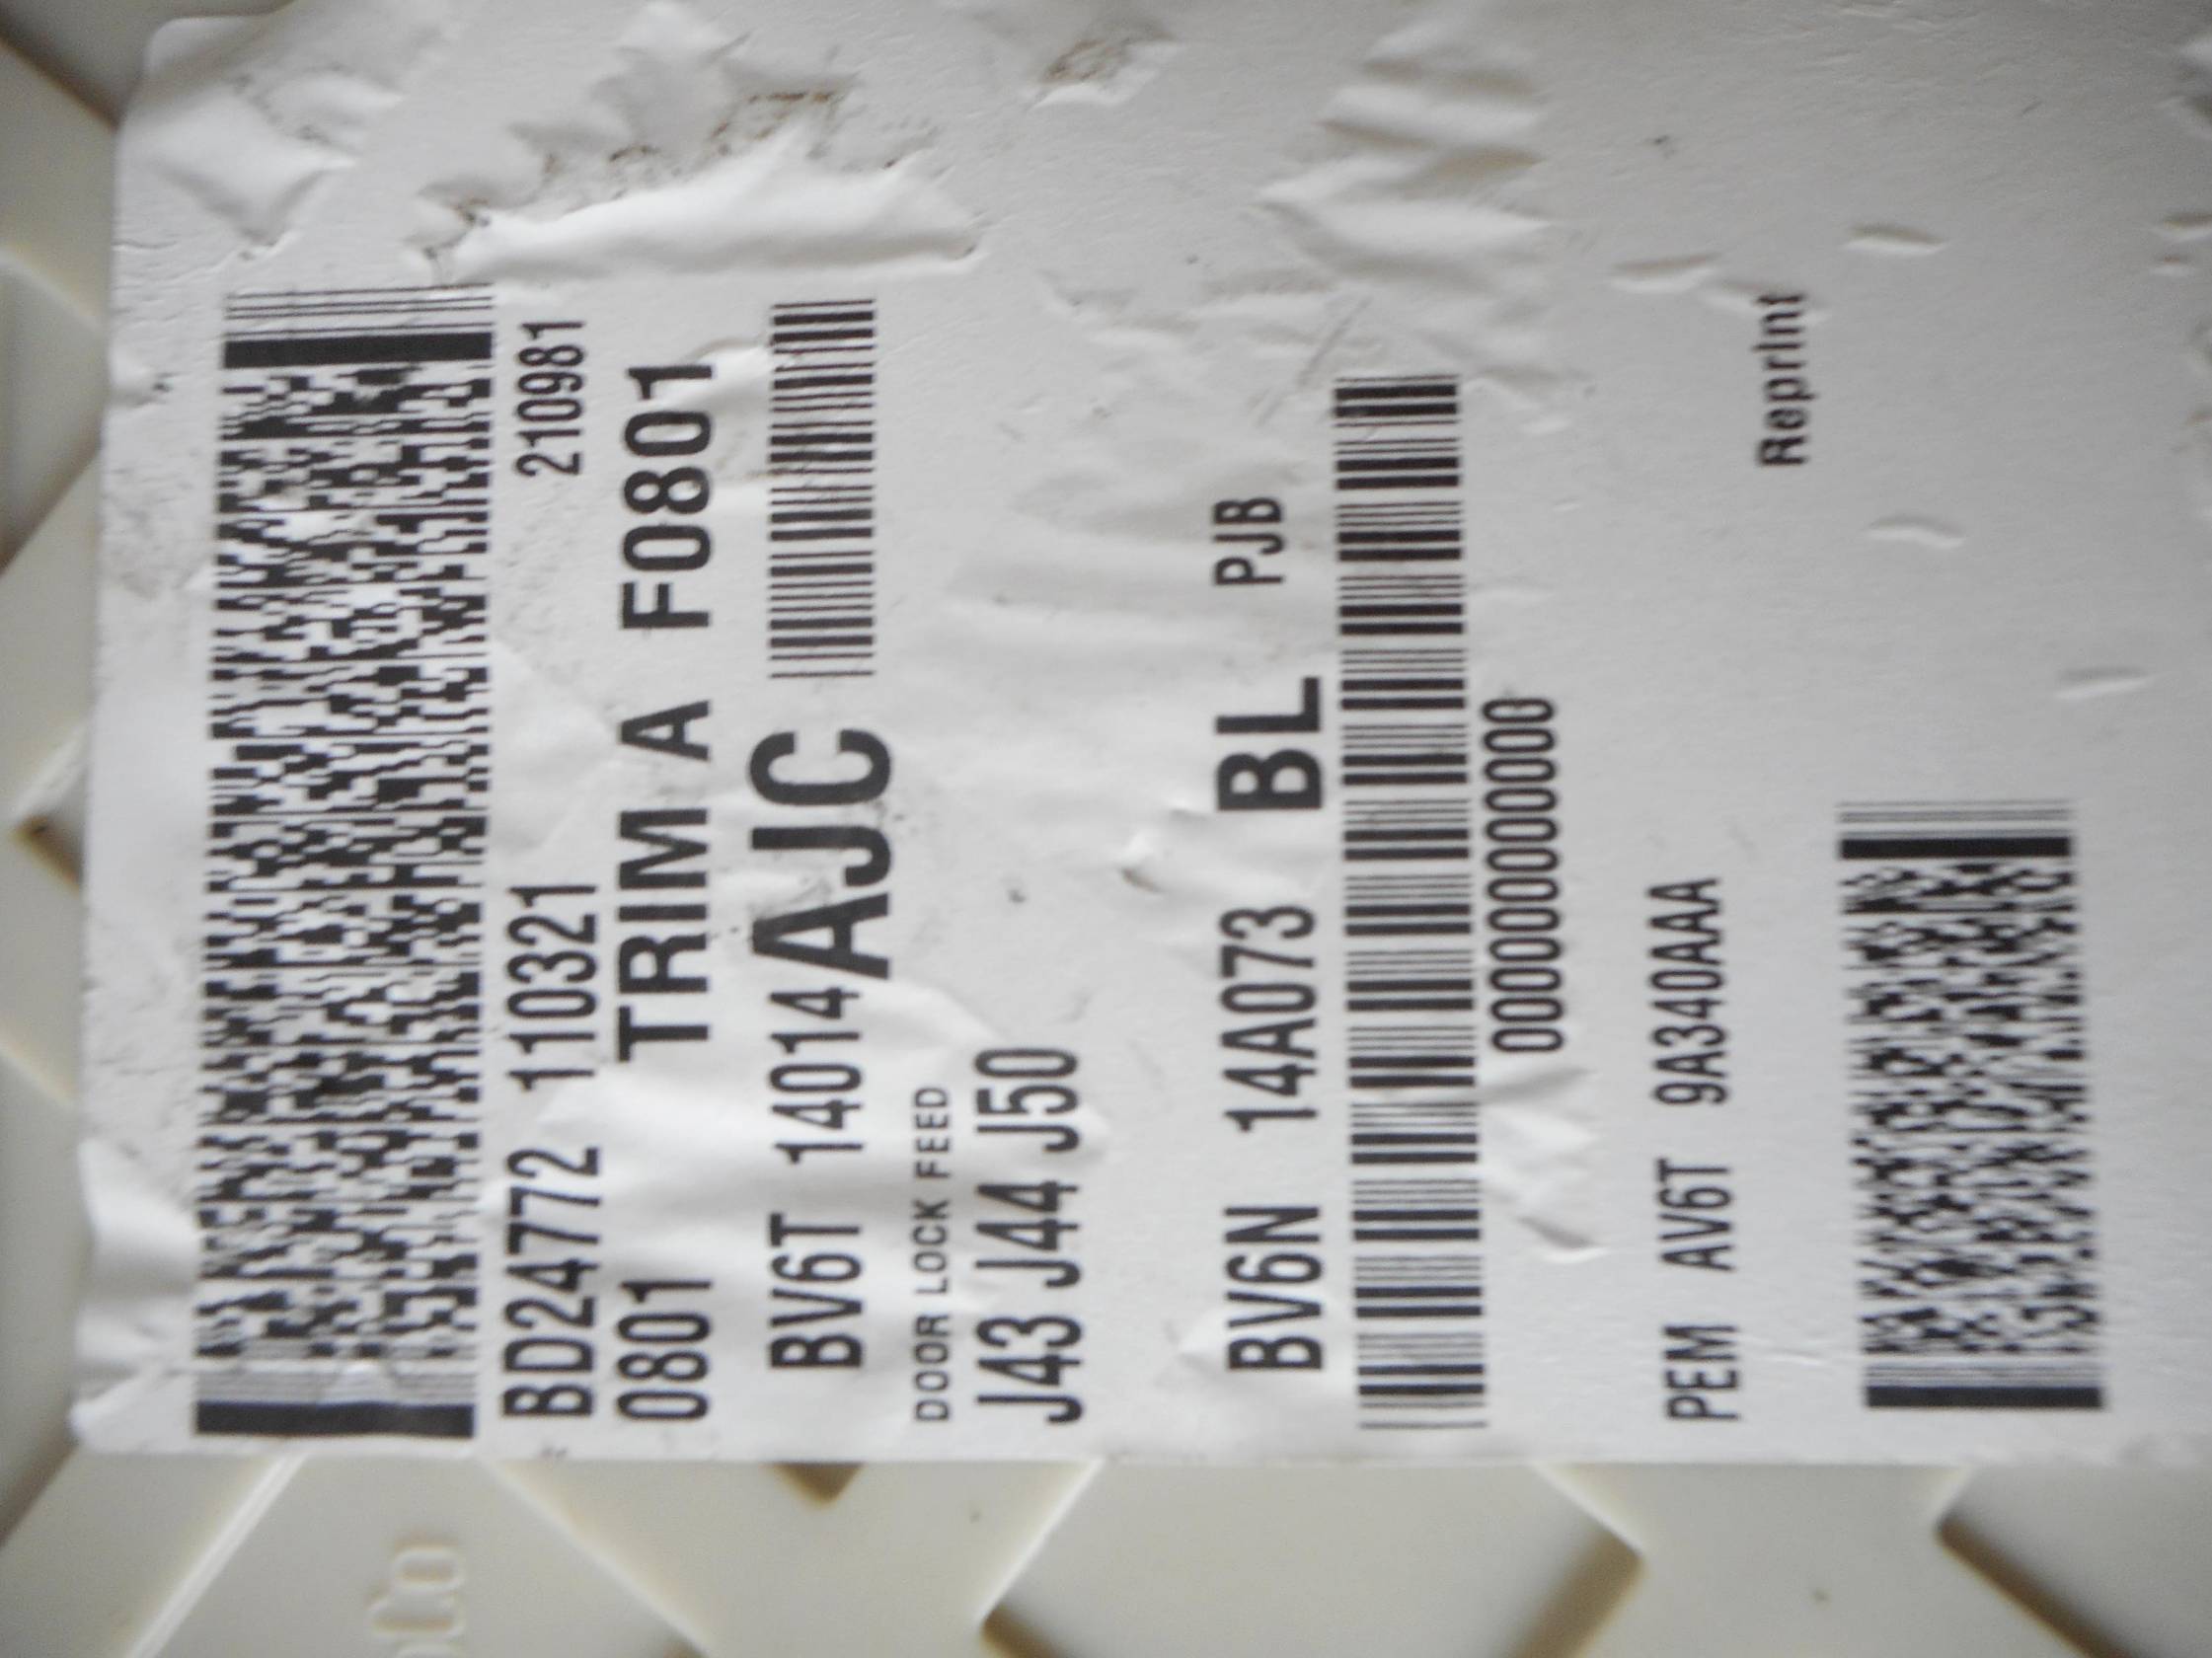 BD24772 110321 210981
0801 TRIM A F0801
BV6T 14014 AJC
DOOR LOCK FEED
J43 J44 J50
BV6N 14A073 BL PJB
0000000000000
PEM AV6T 9A340AAA
Reprint